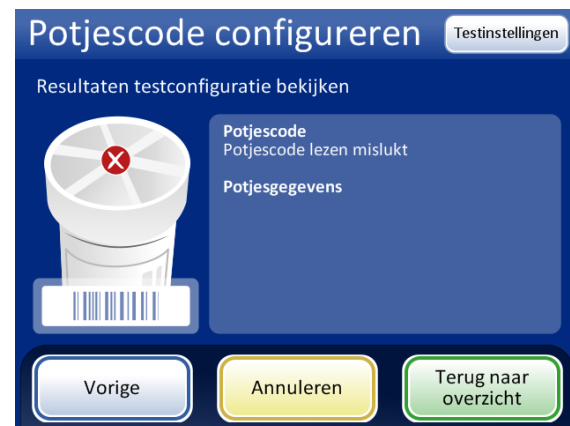 Potjescode configureren
Testinstellingen
Resultaten testconfiguratie bekijken
Potjescode
Potjescode lezen mislukt
Potjesgegevens
Vorige
Annuleren
Terug naar
overzicht